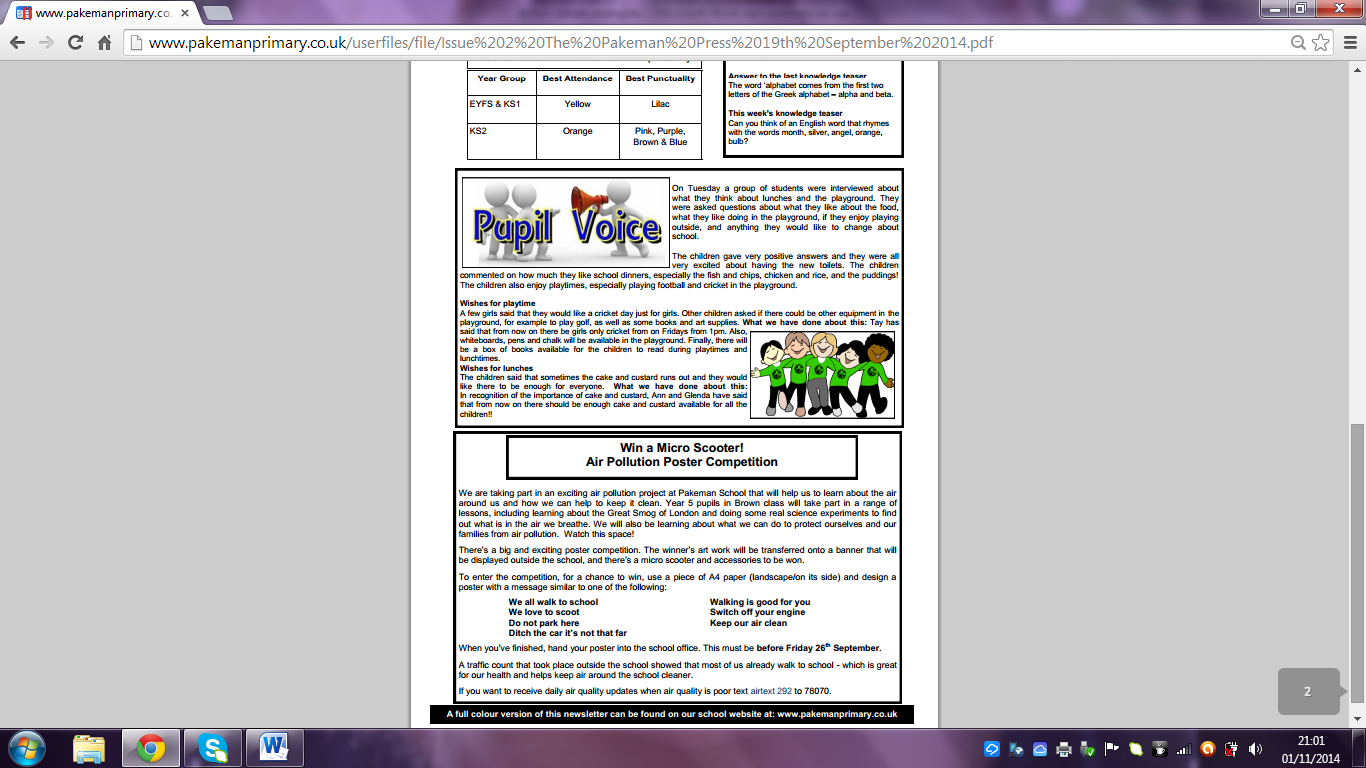 www.pakemanprimary.co.
www.pakemanprimary.co.uk/userfiles/file/Issue%202%20The%20Pakeman%20Press%2019th%20September%202014.pdf
Year Group Best Attendance Best Punctuality
EYFS & KS1 Yellow Lilac
KS2 Orange Pink, Purple,
Brown & Blue
Answer to the last knowledge teaser
The word 'alphabet comes from the first two
letters of the Greek alphabet – alpha and beta.
This week's knowledge teaser
Can you think of an English word that rhymes
with the words month, silver, angel, orange,
bulb?
Pupil Voice
On Tuesday a group of students were interviewed about
what they think about lunches and the playground. They
were asked questions about what they like about the food,
what they like doing in the playground, if they enjoy playing
outside, and anything they would like to change about
school.
The children gave very positive answers and they were all
very excited about having the new toilets. The children
commented on how much they like school dinners, especially the fish and chips, chicken and rice, and the puddings!
The children also enjoy playtimes, especially playing football and cricket in the playground.
Wishes for playtime
A few girls said that they would like a cricket day just for girls. Other children asked if there could be other equipment in the
playground, for example to play golf, as well as some books and art supplies. What we have done about this: Tay has
said that from now on there be girls only cricket from on Fridays from 1pm. Also,
whiteboards, pens and chalk will be available in the playground. Finally, there will
be a box of books available for the children to read during playtimes and
lunchtimes.
Wishes for lunches
The children said that sometimes the cake and custard runs out and they would
like there to be enough for everyone. What we have done about this:
In recognition of the importance of cake and custard, Ann and Glenda have said
that from now on there should be enough cake and custard available for all the
children!!
Win a Micro Scooter!
Air Pollution Poster Competition
We are taking part in an exciting air pollution project at Pakeman School that will help us to learn about the air
around us and how we can help to keep it clean. Year 5 pupils in Brown class will take part in a range of
lessons, including learning about the Great Smog of London and doing some real science experiments to find
out what is in the air we breathe. We will also be learning about what we can do to protect ourselves and our
families from air pollution. Watch this space!
There's a big and exciting poster competition. The winner's art work will be transferred onto a banner that will
be displayed outside the school, and there's a micro scooter and accessories to be won.
To enter the competition, for a chance to win, use a piece of A4 paper (landscape/on its side) and design a
poster with a message similar to one of the following:
We all walk to school Walking is good for you
We love to scoot Switch off your engine
Do not park here Keep our air clean
Ditch the car it's not that far
When you've finished, hand your poster into the school office. This must be before Friday 26th September.
A traffic count that took place outside the school showed that most of us already walk to school - which is great
for our health and helps keep air around the school cleaner.
If you want to receive daily air quality updates when air quality is poor text airtext 292 to 78070.
A full colour version of this newsletter can be found on our school website at: www.pakemanprimary.co.uk
2
21:01
01/11/2014